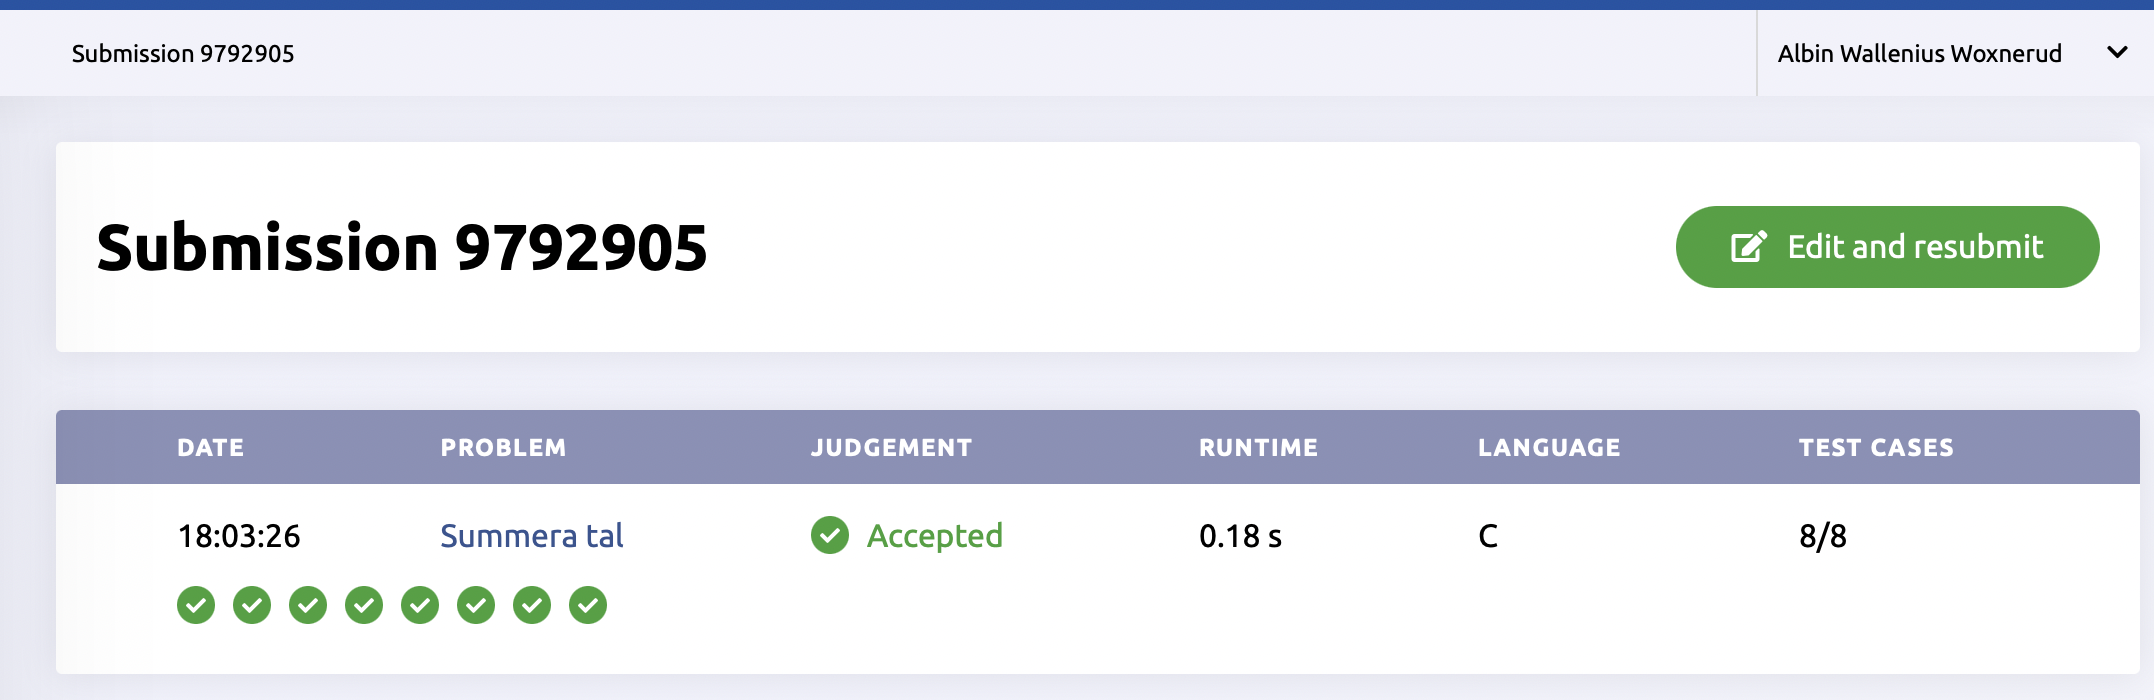 Submission 9792905
Albin Wallenius Woxnerud
Submission 9792905
Edit and resubmit
DATE PROBLEM JUDGEMENT RUNTIME LANGUAGE TEST CASES
18:03:26 Summera tal Accepted 0.18 s C 8/8